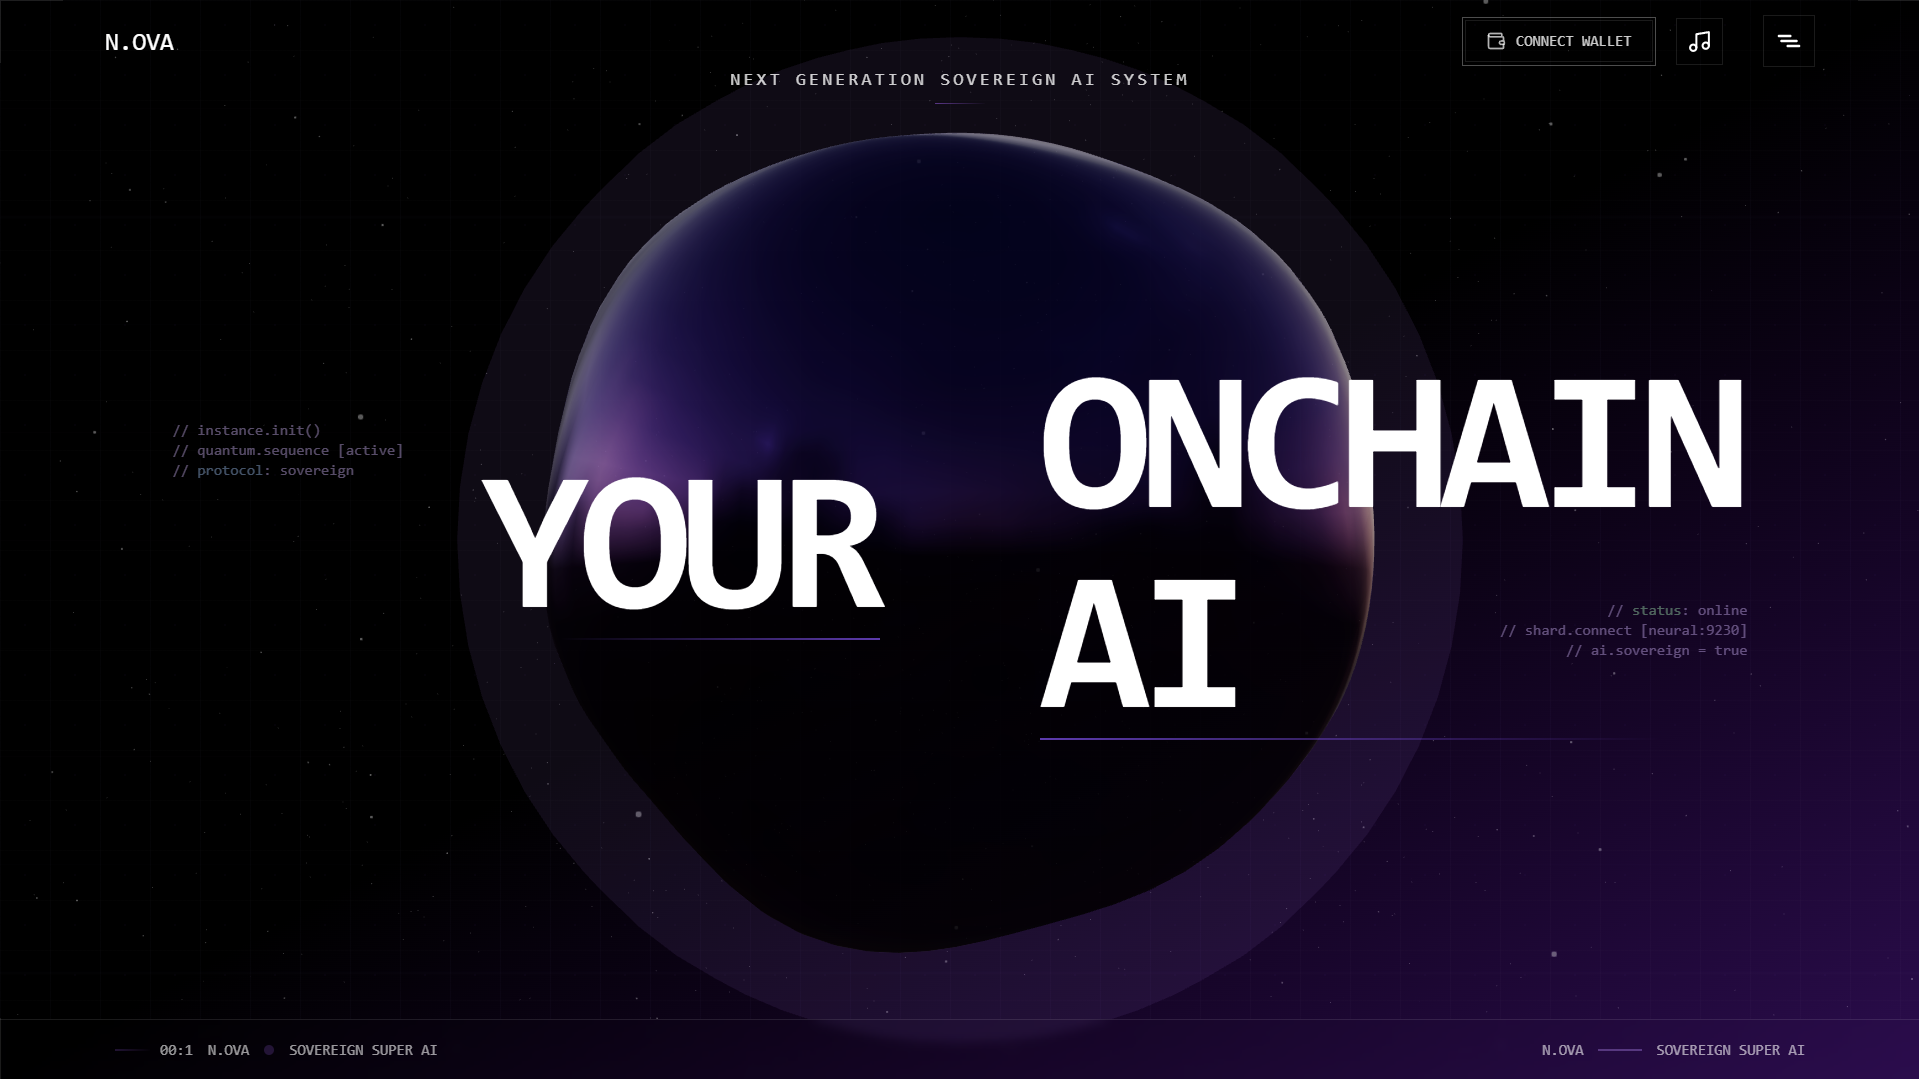 N.OVA
CONNECT WALLET
NEXT GENERATION SOVEREIGN AI SYSTEM
// instance.init()
// quantum.sequence [active]
// protocol: sovereign
YOUR
ONCHAIN
AI
// status: online
// shard.connect [neural:9230]
// ai.sovereign = true
00:1 N.OVA SOVEREIGN SUPER AI
N.OVA SOVEREIGN SUPER AI